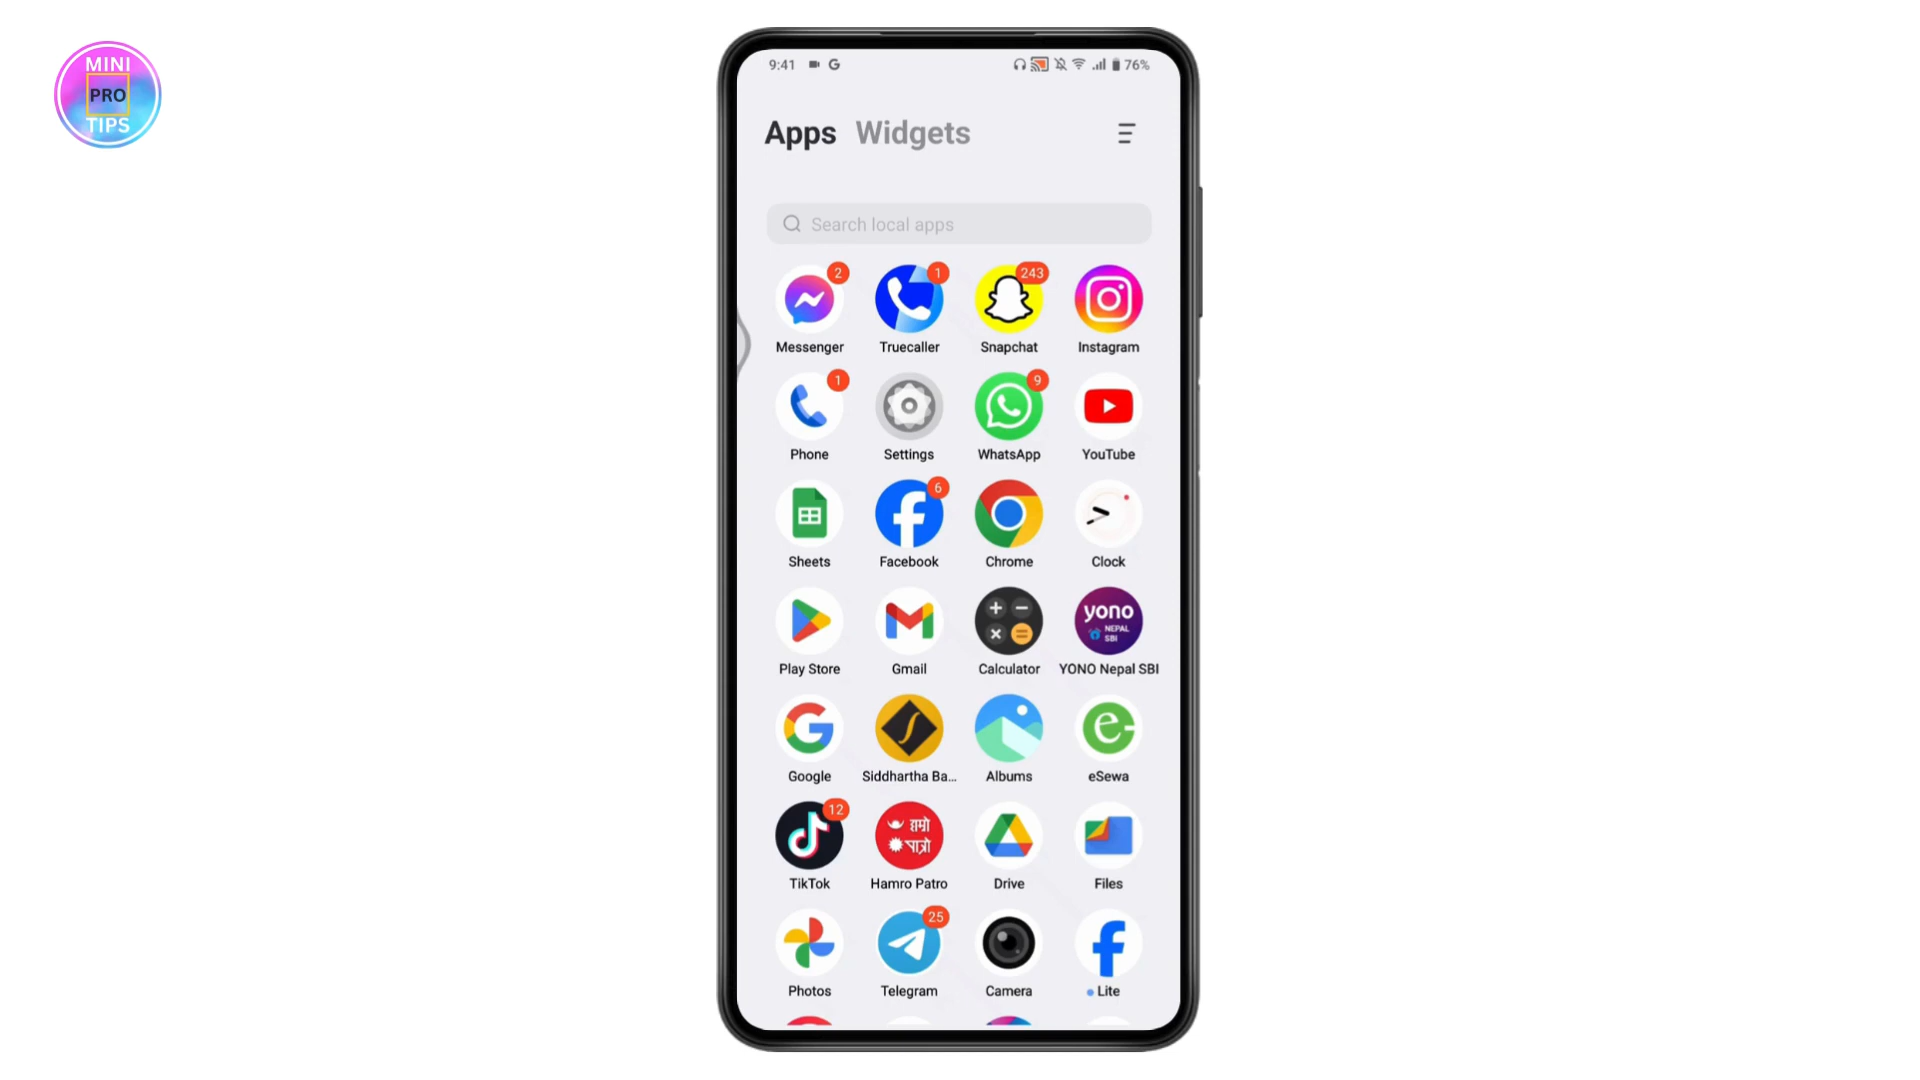 MINI
PRO
TIPS
9:41 G 76%
Apps Widgets
Search local apps
2 1 243
Messenger Truecaller Snapchat Instagram
1 9
Phone Settings WhatsApp YouTube
6
Sheets Facebook Chrome Clock
yono
NEPAL
SBI
Play Store Gmail Calculator YONO Nepal SBI
Google Siddhartha Ba... Albums eSewa
12
हाम्रो
पात्रो
TikTok Hamro Patro Drive Files
25
Photos Telegram Camera Lite